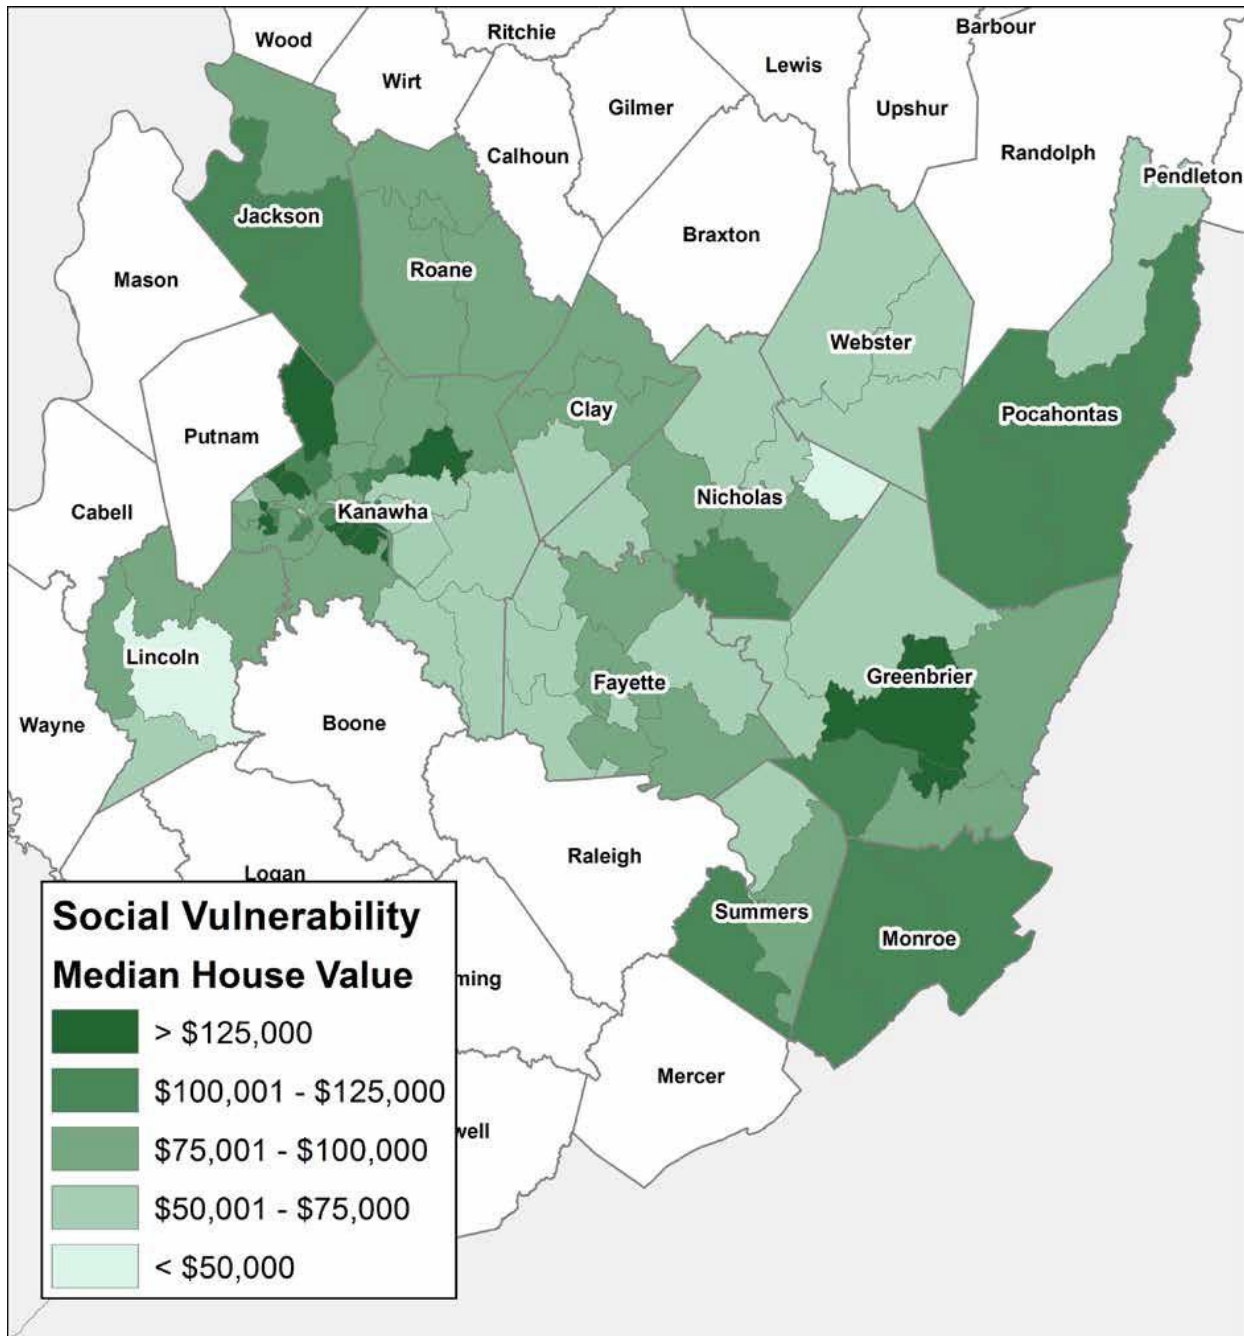 Wood
Ritchie
Barbour
Wirt
Lewis
Gilmer
Upshur
Calhoun
Randolph
Pendleton
Jackson
Braxton
Roane
Mason
Webster
Clay
Pocahontas
Putnam
Nicholas
Cabell
Kanawha
Lincoln
Greenbrier
Fayette
Wayne
Boone
Raleigh
Logan
Summers
Monroe
ming
Mercer
well
Social Vulnerability
Median House Value
> $125,000
$100,001 - $125,000
$75,001 - $100,000
$50,001 - $75,000
< $50,000